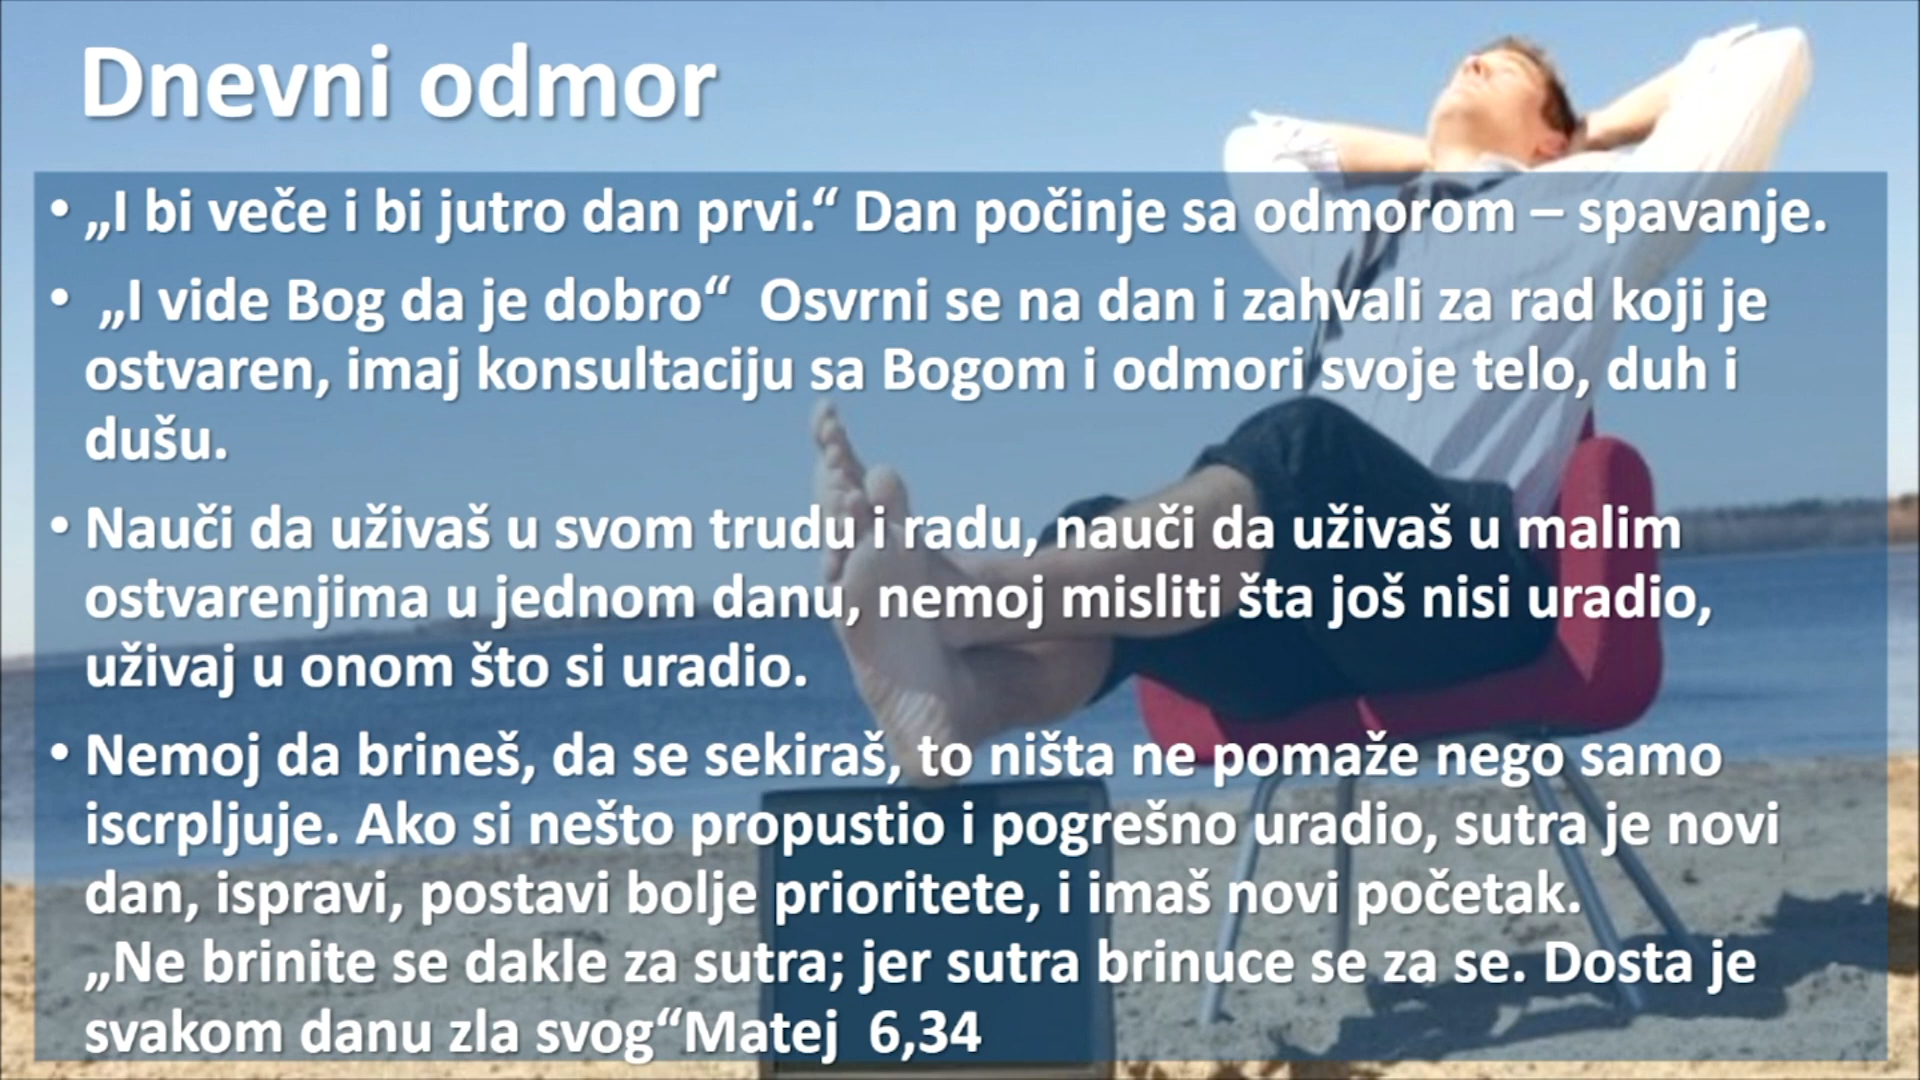 Dnevni odmor
• „I bi veče i bi jutro dan prvi.“ Dan počinje sa odmorom – spavanje.
• „I vide Bog da je dobro“  Osvrni se na dan i zahvali za rad koji je
ostvaren, imaj konsultaciju sa Bogom i odmori svoje telo, duh i
dušu.
• Nauči da uživaš u svom trudu i radu, nauči da uživaš u malim
ostvarenjima u jednom danu, nemoj misliti šta još nisi uradio,
uživaj u onom što si uradio.
• Nemoj da brineš, da se sekiraš, to ništa ne pomaže nego samo
iscrpljuje. Ako si nešto propustio i pogrešno uradio, sutra je novi
dan, ispravi, postavi bolje prioritete, i imaš novi početak.
„Ne brinite se dakle za sutra; jer sutra brinuce se za se. Dosta je
svakom danu zla svog“Matej  6,34